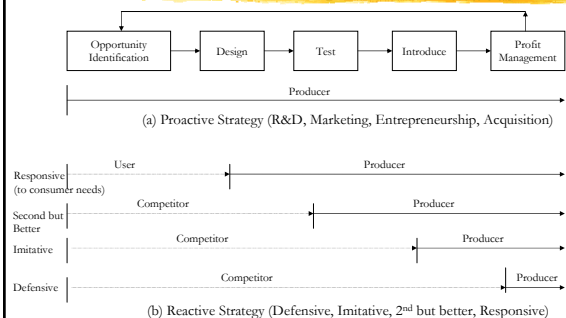 Opportunity
Identification
Design
Test
Introduce
Profit
Management
Producer
(a) Proactive Strategy (R&D, Marketing, Entrepreneurship, Acquisition)
User
Producer
Responsive
(to consumer needs)
Competitor
Producer
Second but
Better
Competitor
Producer
Imitative
Competitor
Producer
Defensive
(b) Reactive Strategy (Defensive, Imitative, 2nd but better, Responsive)